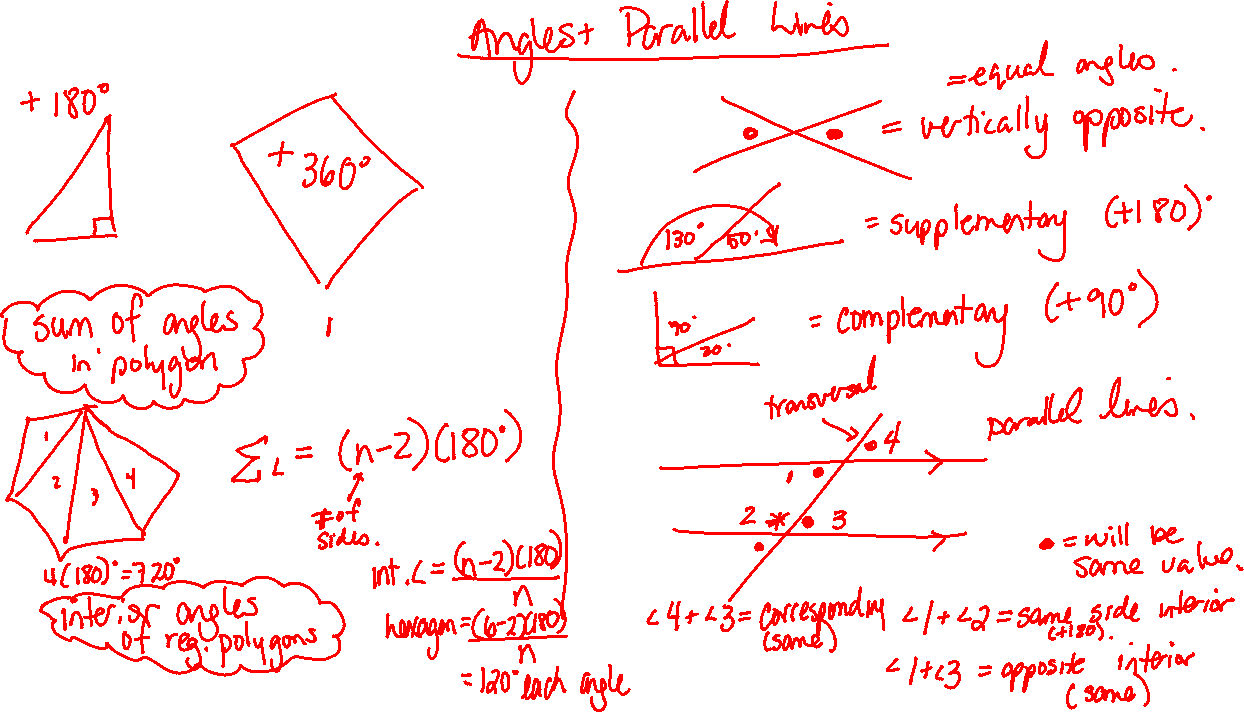 Angles + Parallel Lines
+ 180°
+ 360°
sum of angles
in polygon
1
2
3
4
4(180)° = 720°
Σ∠ = (n-2)(180°)
# of
sides.
interior angles
of reg. polygons
int. ∠ = (n-2)(180)
n
hexagon = (6-2)(180)
n
= 120° each angle
= equal angles.
= vertically opposite.
130° 50°
= supplementary (+180)°
70°
20°
= complementary (+90°)
transversal
parallel lines.
4
1
2 * 3
• = will be
same value.
∠4 + ∠3 = corresponding
(same)
∠1 + ∠2 = same side interior
(+180).
∠1 + ∠3 = opposite interior
(same)